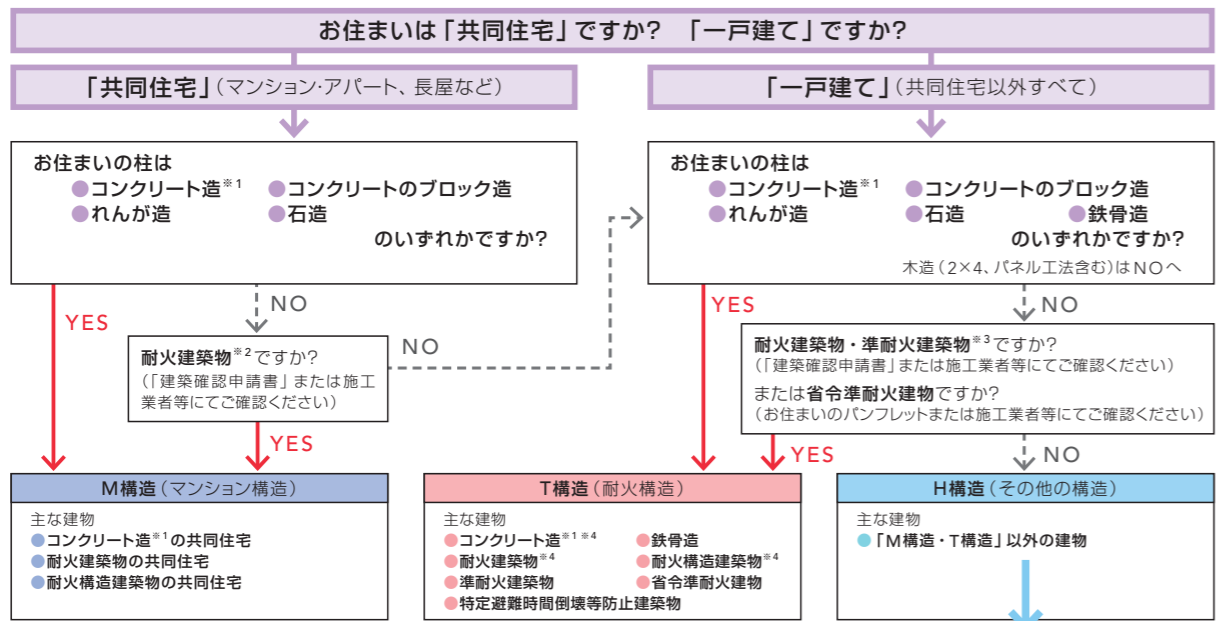 お住まいは「共同住宅」ですか? 「一戸建て」ですか?
「共同住宅」(マンション・アパート、長屋など)
お住まいの柱は
●コンクリート造※1 ●コンクリートのブロック造
●れんが造 ●石造
のいずれかですか?
YES
NO
耐火建築物※2ですか?
(「建築確認申請書」または施工
業者等にてご確認ください)
NO
YES
「一戸建て」(共同住宅以外すべて)
お住まいの柱は
●コンクリート造※1 ●コンクリートのブロック造
●れんが造 ●石造 ●鉄骨造
のいずれかですか?
木造(2×4、パネル工法含む)はNOへ
YES
NO
耐火建築物・準耐火建築物※3ですか?
(「建築確認申請書」または施工業者等にてご確認ください)
または省令準耐火建物ですか?
(お住まいのパンフレットまたは施工業者等にてご確認ください)
YES
NO
M構造(マンション構造)
主な建物
●コンクリート造※1の共同住宅
●耐火建築物の共同住宅
●耐火構造建築物の共同住宅
T構造(耐火構造)
主な建物
●コンクリート造※1※4 ●鉄骨造
●耐火建築物※4 ●耐火構造建築物※4
●準耐火建築物 ●省令準耐火建物
●特定避難時間倒壊等防止建築物
H構造(その他の構造)
主な建物
●「M構造・T構造」以外の建物